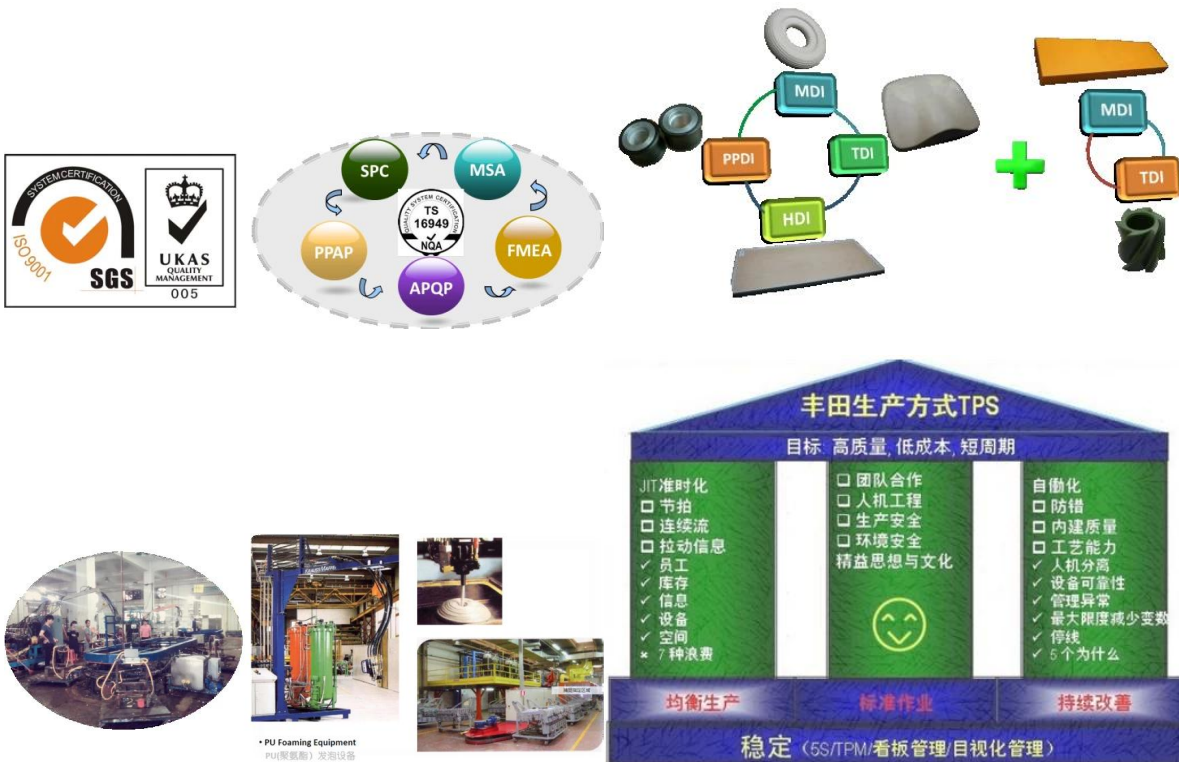 SYSTEM CERTIFICATION
ISO 9001
SGS
UKAS
QUALITY
MANAGEMENT
005
SPC
MSA
QUALITY SYSTEM CERTIFICATION
TS
16949
NQA
PPAP
FMEA
APQP
MDI
PPDI
TDI
HDI
MDI
TDI
丰田生产方式TPS
目标: 高质量, 低成本, 短周期
JIT准时化
□ 节拍
□ 连续流
□ 拉动信息
✓ 员工
✓ 库存
✓ 信息
✓ 设备
✓ 空间
× 7种浪费
❑ 团队合作
❑ 人机工程
❑ 生产安全
❑ 环境安全
精益思想与文化
自働化
□ 防错
□ 内建质量
□ 工艺能力
✓ 人机分离
✓ 设备可靠性
✓ 管理异常
✓ 最大限度减少变数
✓ 停线
✓ 5个为什么
均衡生产
标准作业
持续改善
稳定（5S/TPM/看板管理/目视化管理）
• PU Foaming Equipment
PU(聚氨酯）发泡设备